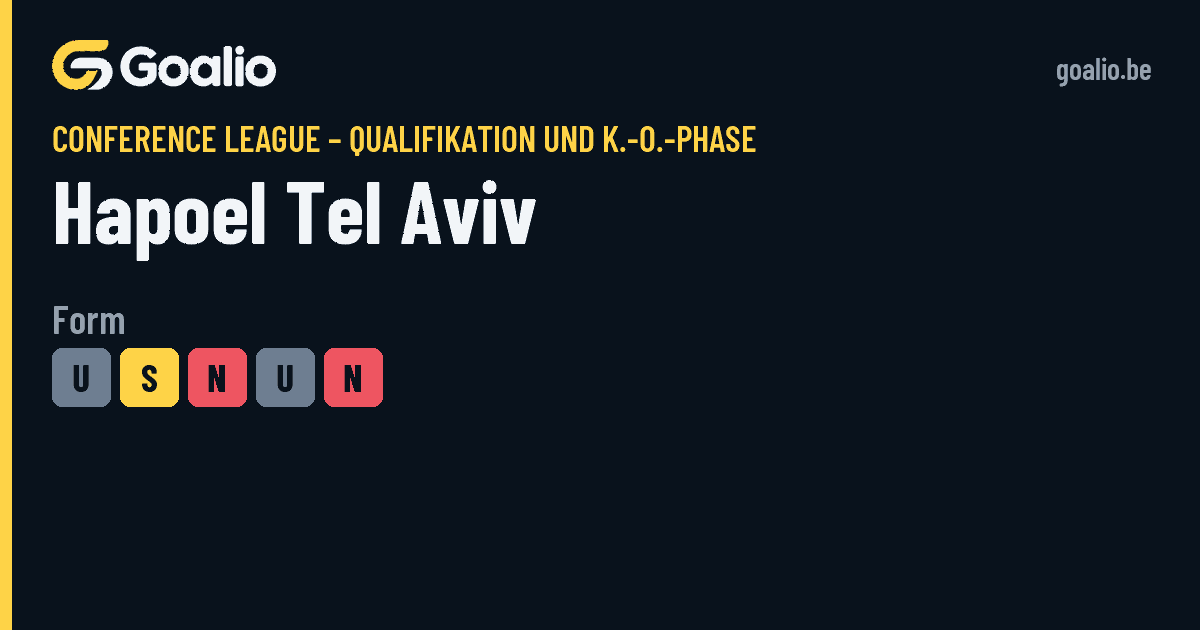 Goalio
goalio.be
CONFERENCE LEAGUE – QUALIFIKATION UND K.-O.-PHASE
Hapoel Tel Aviv
Form
U S N U N